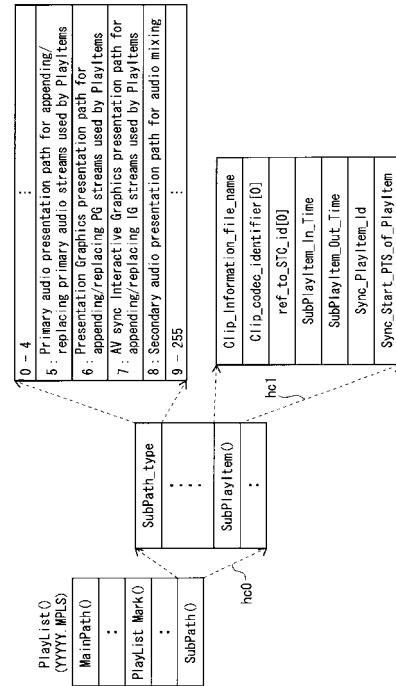 PlayList()
(YYYYY.MPLS)
MainPath()
:
PlayList Mark()
:
SubPath()
hc0
SubPath_type
:
:
SubPlayItem()
:
hc1
0 - 4 :
5 : Primary audio presentation path for appending/
replacing primary audio streams used by PlayItems
6 : Presentation Graphics presentation path for
appending/replacing PG streams used by PlayItems
7 : AV sync Interactive Graphics presentation path for
appending/replacing IG streams used by PlayItems
8 : Secondary audio presentation path for audio mixing
9 - 255 :
Clip_Information_file_name
Clip_codec_identifier[0]
ref_to_STC_id[0]
SubPlayItem_In_Time
SubPlayItem_Out_Time
Sync_PlayItem_Id
Sync_Start_PTS_of_PlayItem